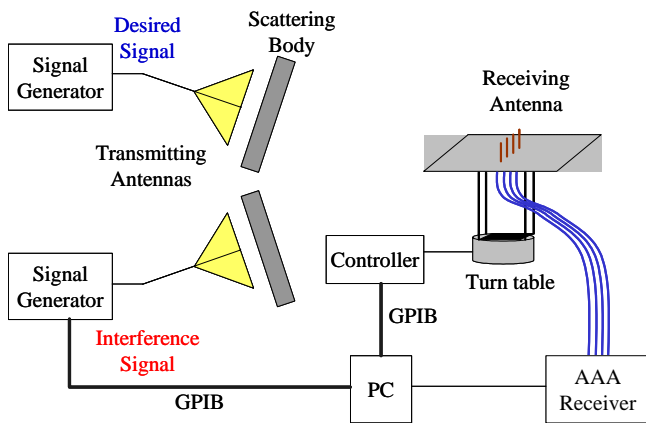 Desired
Signal
Scattering
Body
Signal
Generator
Receiving
Antenna
Transmitting
Antennas
Signal
Generator
Controller
Turn table
GPIB
Interference
Signal
GPIB
PC
AAA
Receiver